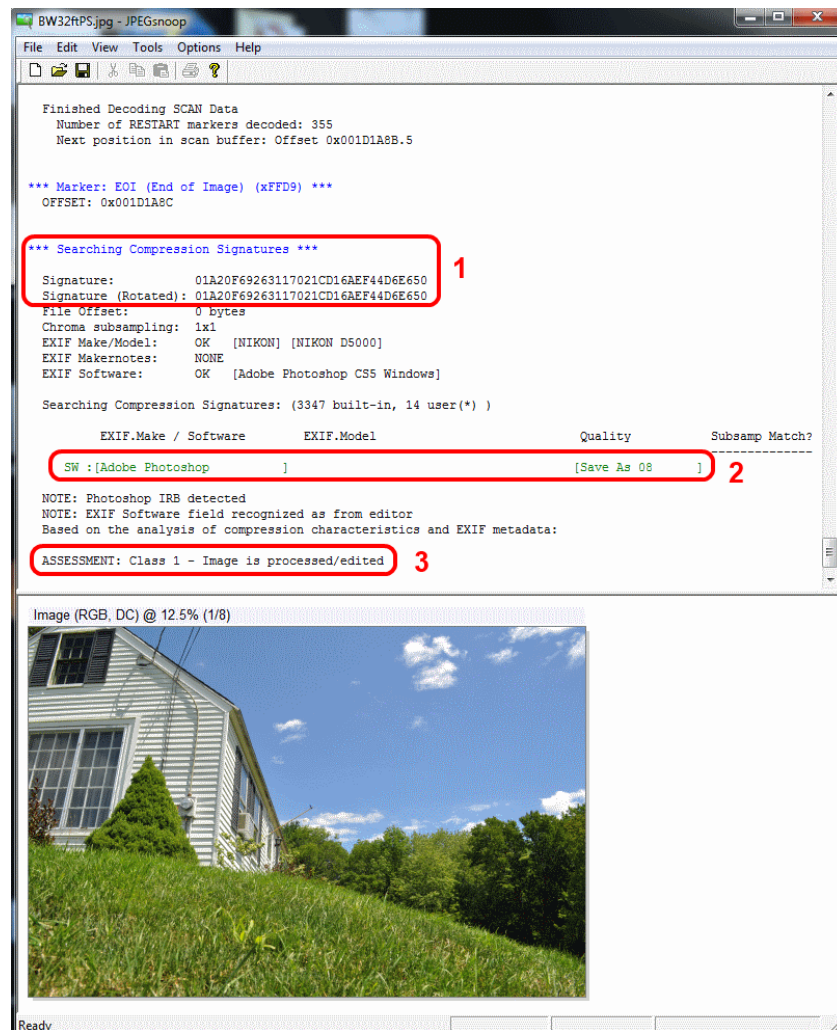 BW32ftPS.jpg - JPEGsnoop
File Edit View Tools Options Help
Finished Decoding SCAN Data
Number of RESTART markers decoded: 355
Next position in scan buffer: Offset 0x001D1A8B.5
*** Marker: EOI (End of Image) (xFFD9) ***
OFFSET: 0x001D1A8C
*** Searching Compression Signatures ***
1
Signature: 01A20F69263117021CD16AEF44D6E650
Signature (Rotated): 01A20F69263117021CD16AEF44D6E650
File Offset: 0 bytes
Chroma subsampling: 1x1
EXIF Make/Model: OK [NIKON] [NIKON D5000]
EXIF Makernotes: NONE
EXIF Software: OK [Adobe Photoshop CS5 Windows]
Searching Compression Signatures: (3347 built-in, 14 user(*) )
EXIF.Make / Software EXIF.Model Quality Subsamp Match?
---------------
SW :[Adobe Photoshop ] [Save As 08 ] 2
NOTE: Photoshop IRB detected
NOTE: EXIF Software field recognized as from editor
Based on the analysis of compression characteristics and EXIF metadata:
ASSESSMENT: Class 1 - Image is processed/edited 3
Image (RGB, DC) @ 12.5% (1/8)
Ready